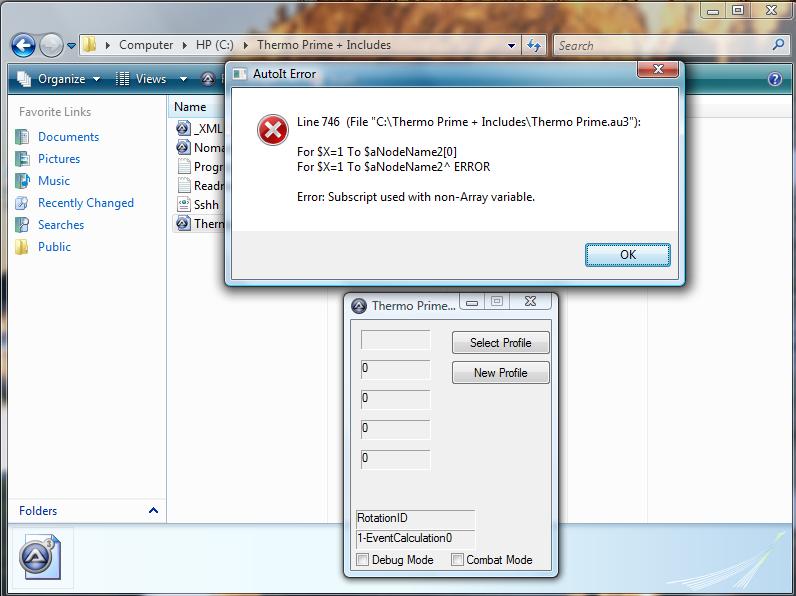 Computer HP (C:) Thermo Prime + Includes
Search
Organize Views
Favorite Links
Documents
Pictures
Music
Recently Changed
Searches
Public
Folders
Name
_XML
Noma
Progr
Readr
Sshh
Therm
AutoIt Error
Line 746 (File "C:\Thermo Prime + Includes\Thermo Prime.au3"):
For $X=1 To $aNodeName2[0]
For $X=1 To $aNodeName2^ ERROR
Error: Subscript used with non-Array variable.
OK
Thermo Prime...
Select Profile
0
New Profile
0
0
0
RotationID
1-EventCalculation0
Debug Mode Combat Mode
3